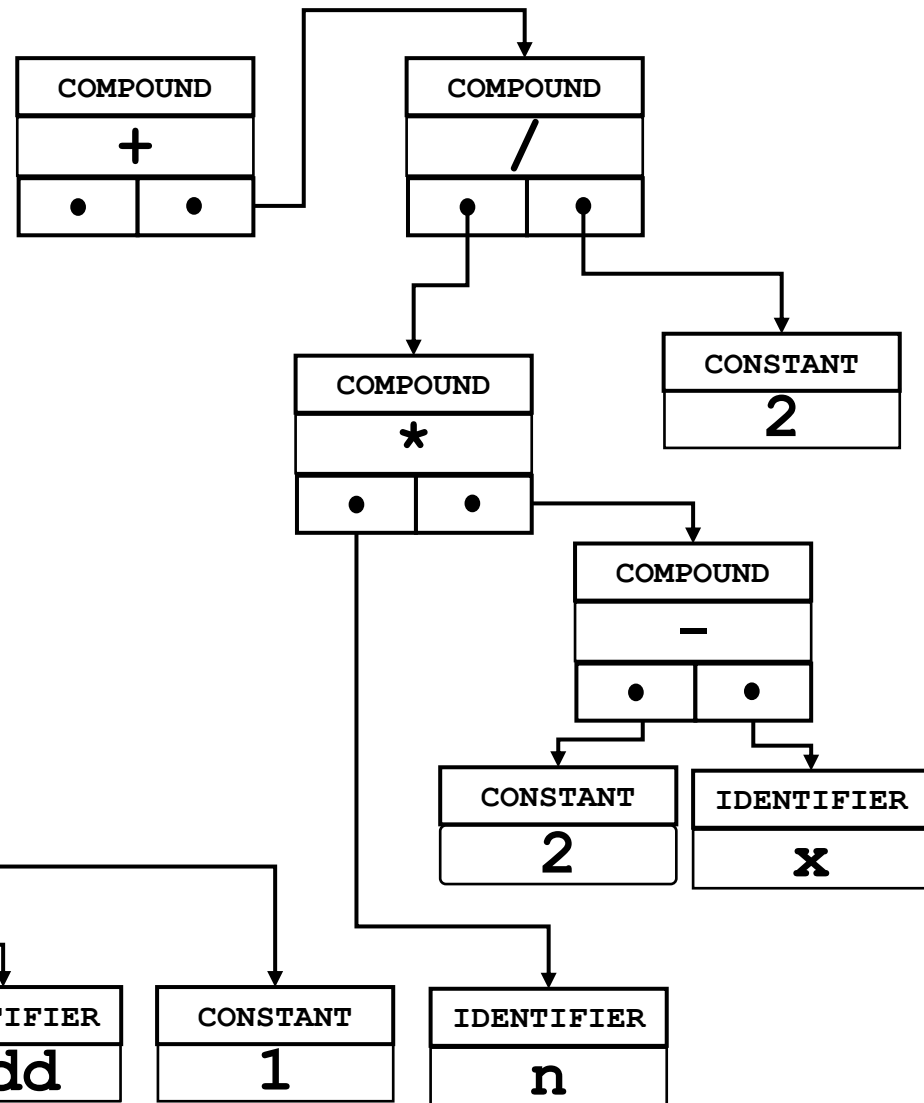 COMPOUND
+
COMPOUND
/
COMPOUND
*
CONSTANT
2
COMPOUND
-
CONSTANT
2
IDENTIFIER
x
CONSTANT
1
IDENTIFIER
n